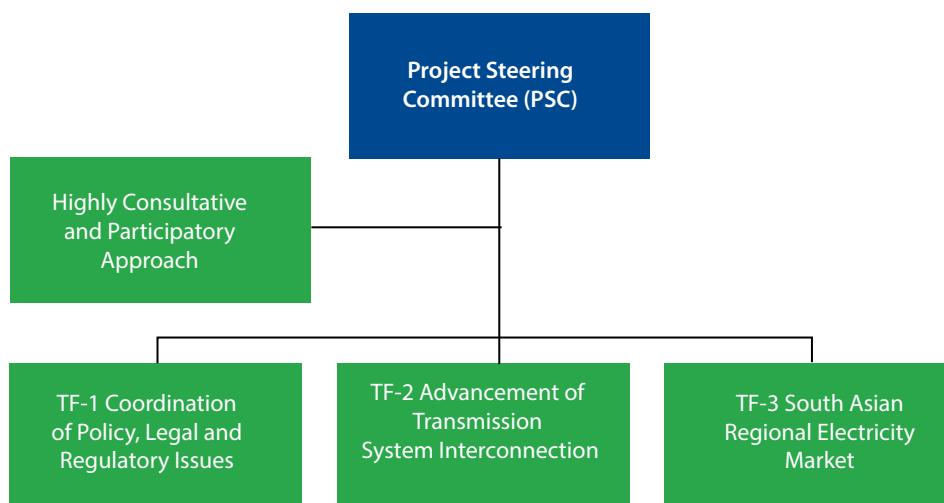 Project Steering
Committee (PSC)
Highly Consultative
and Participatory
Approach
TF-1 Coordination
of Policy, Legal and
Regulatory Issues
TF-2 Advancement of
Transmission
System Interconnection
TF-3 South Asian
Regional Electricity
Market